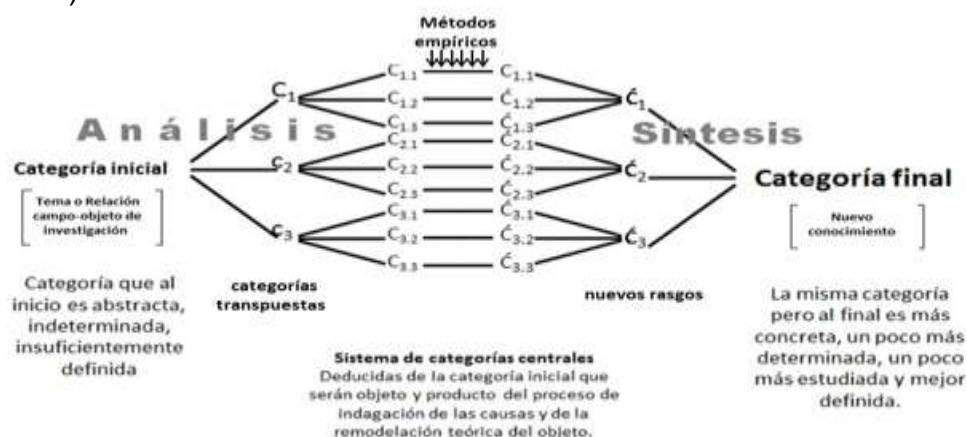 )
Métodos
empíricos
C1.1 Ć1.1
C1 C1.2 Ć1.2 Ć1
C1.3 Ć1.3
Análisis Síntesis
C2.1 Ć2.1
Categoría inicial C2 C2.2 Ć2.2 Ć2 Categoría final
C2.3 Ć2.3
Tema o Relación
campo-objeto de
investigación
Nuevo
conocimiento
C3.1 Ć3.1
C3 C3.2 Ć3.2 Ć3
C3.3 Ć3.3
Categoría que al
inicio es abstracta,
indeterminada,
insuficientemente
definida
categorías
transpuestas
nuevos rasgos
La misma categoría
pero al final es más
concreta, un poco más
determinada, un poco
más estudiada y mejor
definida.
Sistema de categorías centrales
Deducidas de la categoría inicial que
serán objeto y producto del proceso de
indagación de las causas y de la
remodelación teórica del objeto.